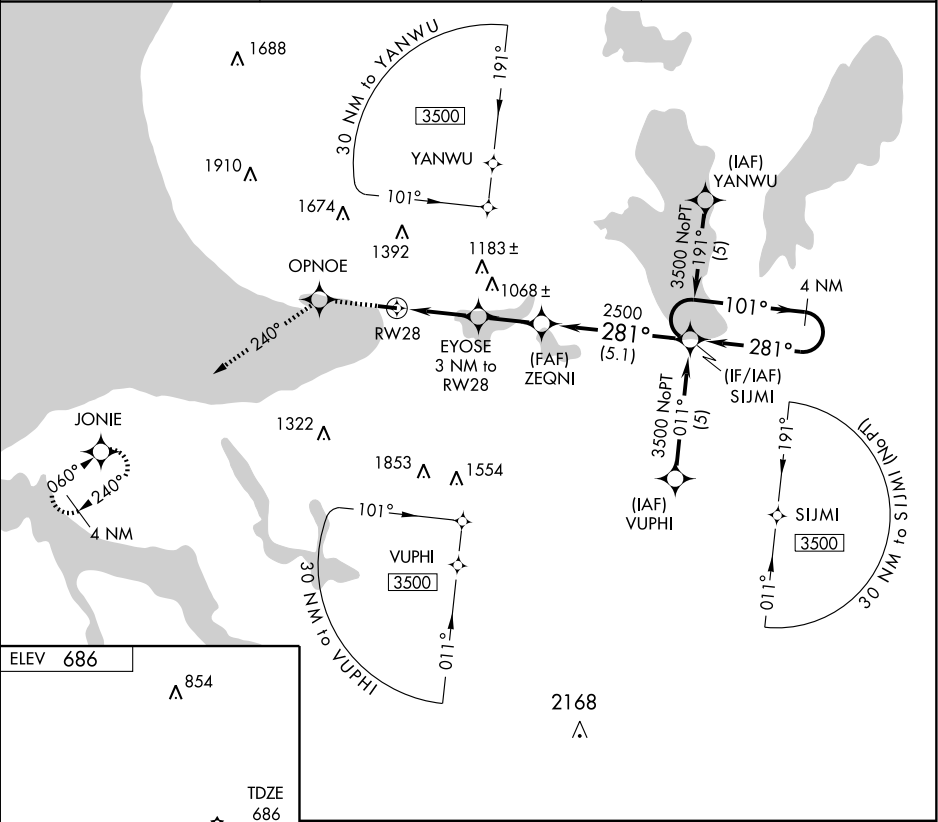 1688
30 NM to YANWU
191°
3500
YANWU
101°
1910
1674
1392
(IAF)
YANWU
3500 NoPT
191°
(5)
OPNOE
1183 ±
1068 ±
4 NM
101°
2500
281°
(5.1)
281°
RW28
EYOSE
3 NM to
RW28
(FAF)
ZEQNI
(IF/IAF)
SIJMI
240°
JONIE
060°
240°
4 NM
1322
1853
1554
3500 NoPT
011°
(5)
(IAF)
VUPHI
191°
SIJMI
3500
011°
30 NM to SIJMI (NoPT)
101°
VUPHI
3500
011°
30 NM to VUPHI
ELEV 686
854
2168
TDZE
686